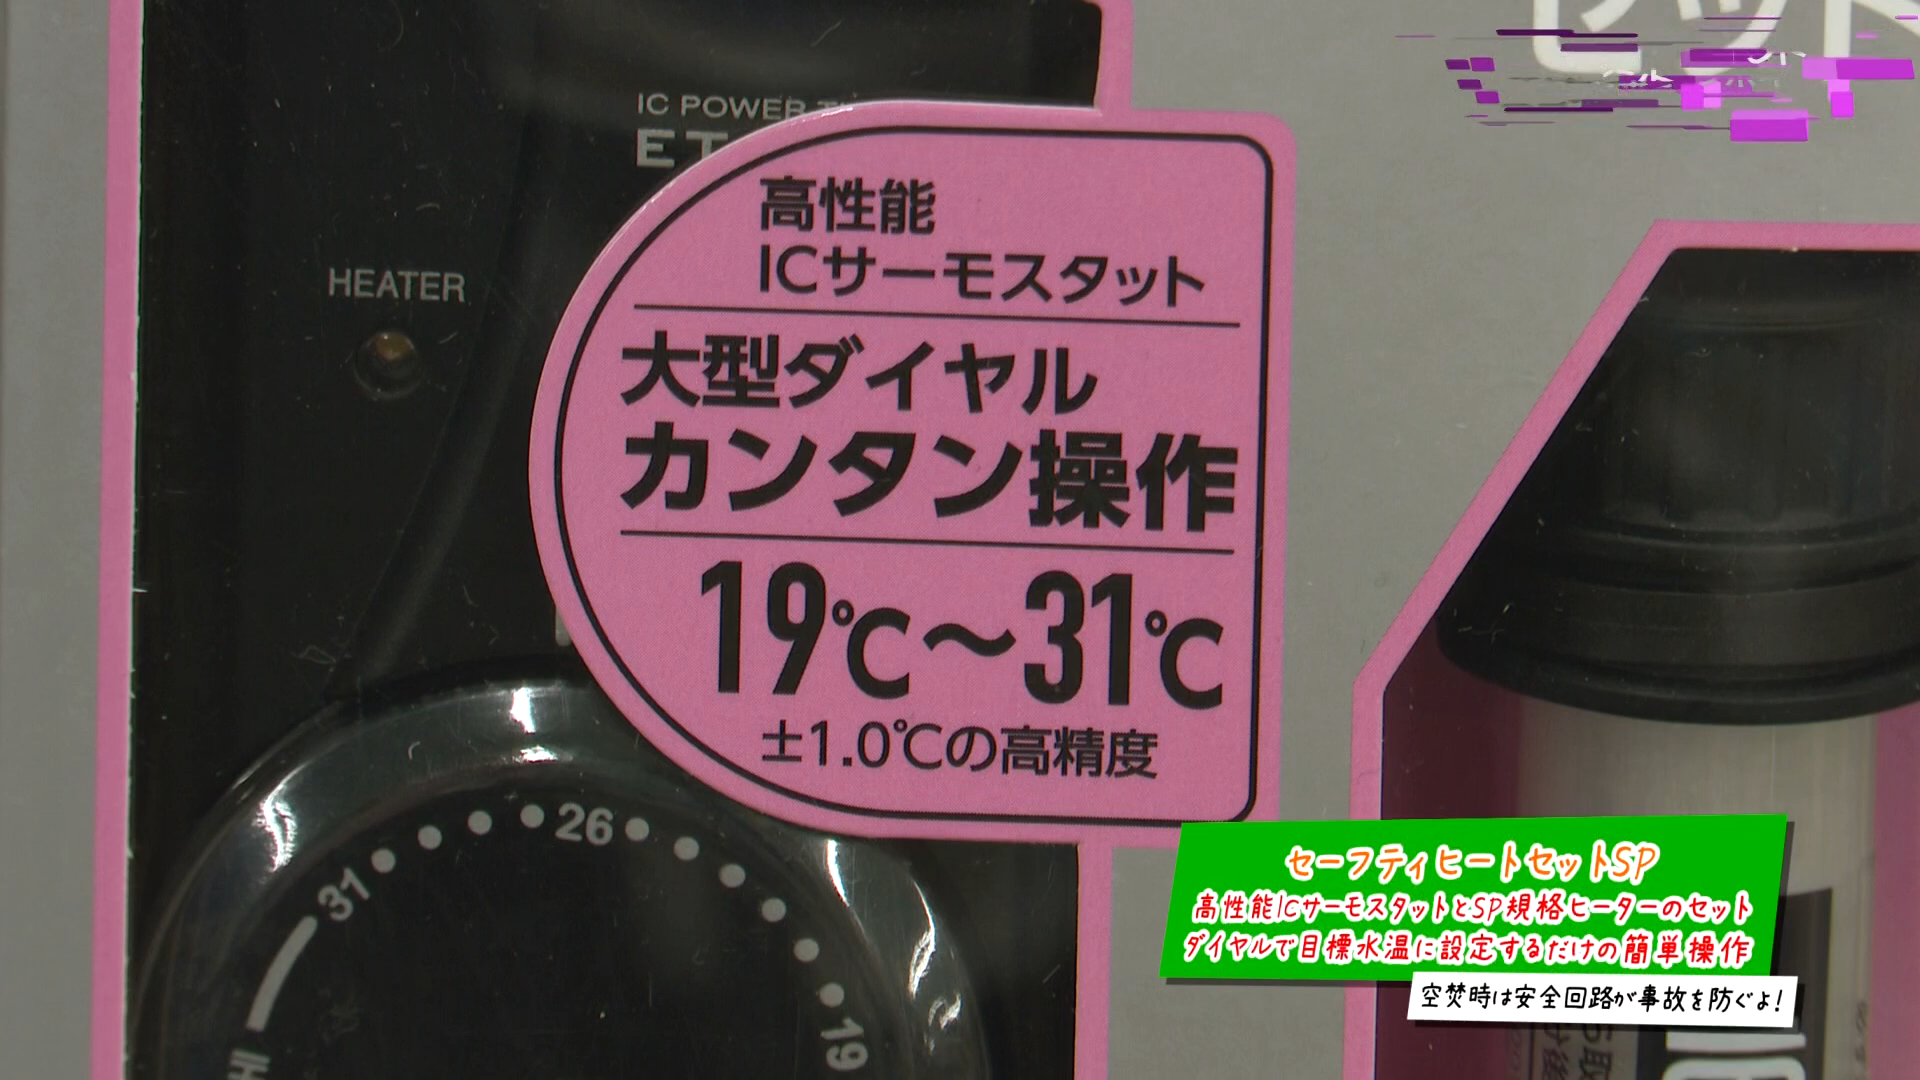 セット
IC POWER
ET
HEATER
高性能
ICサーモスタット
大型ダイヤル
カンタン操作
19℃～31℃
±1.0℃の高精度
26
31
19
HI
セーフティヒートセットSP
高性能ICサーモスタットとSP規格ヒーターのセット
ダイヤルで目標水温に設定するだけの簡単操作
空焚時は安全回路が事故を防ぐよ!